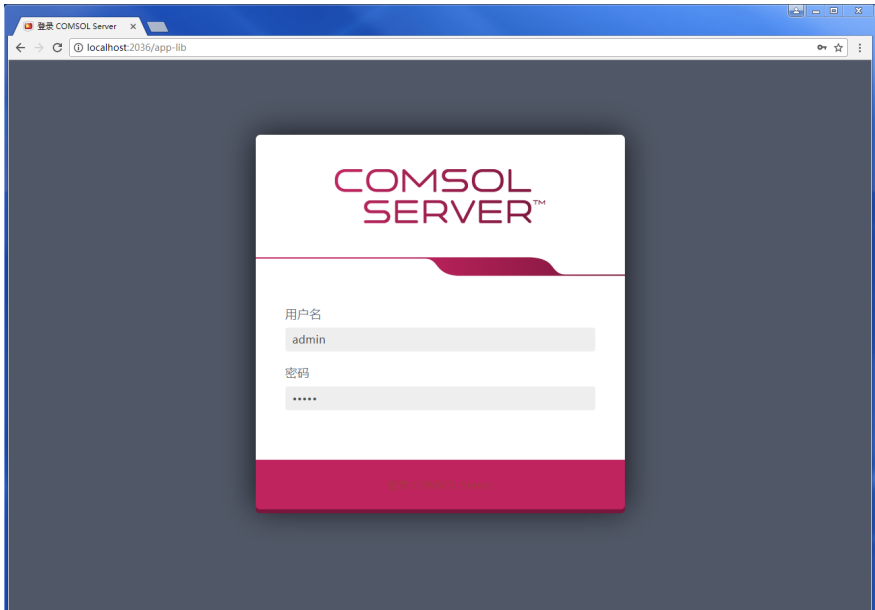 登录 COMSOL Server
localhost:2036/app-lib
COMSOL
SERVER™
用户名
admin
密码
•••••